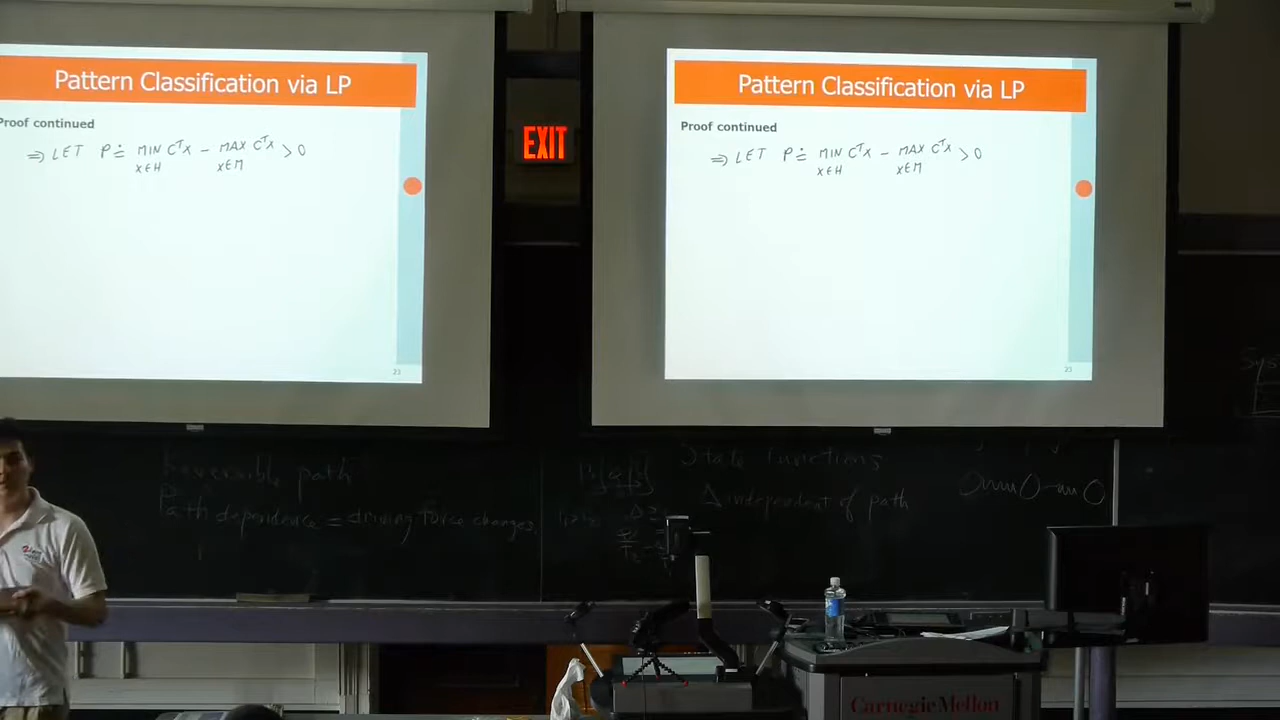 Pattern Classification via LP
Proof continued
⇒ LET P ≐ MIN CᵀX - MAX CᵀX > 0
X∈H X∈M
23
EXIT
Pattern Classification via LP
Proof continued
⇒ LET P ≐ MIN CᵀX - MAX CᵀX > 0
X∈H X∈M
23
Reversible path
Path dependence = driving force changes
State functions
Δ independent of path
Carnegie Mellon